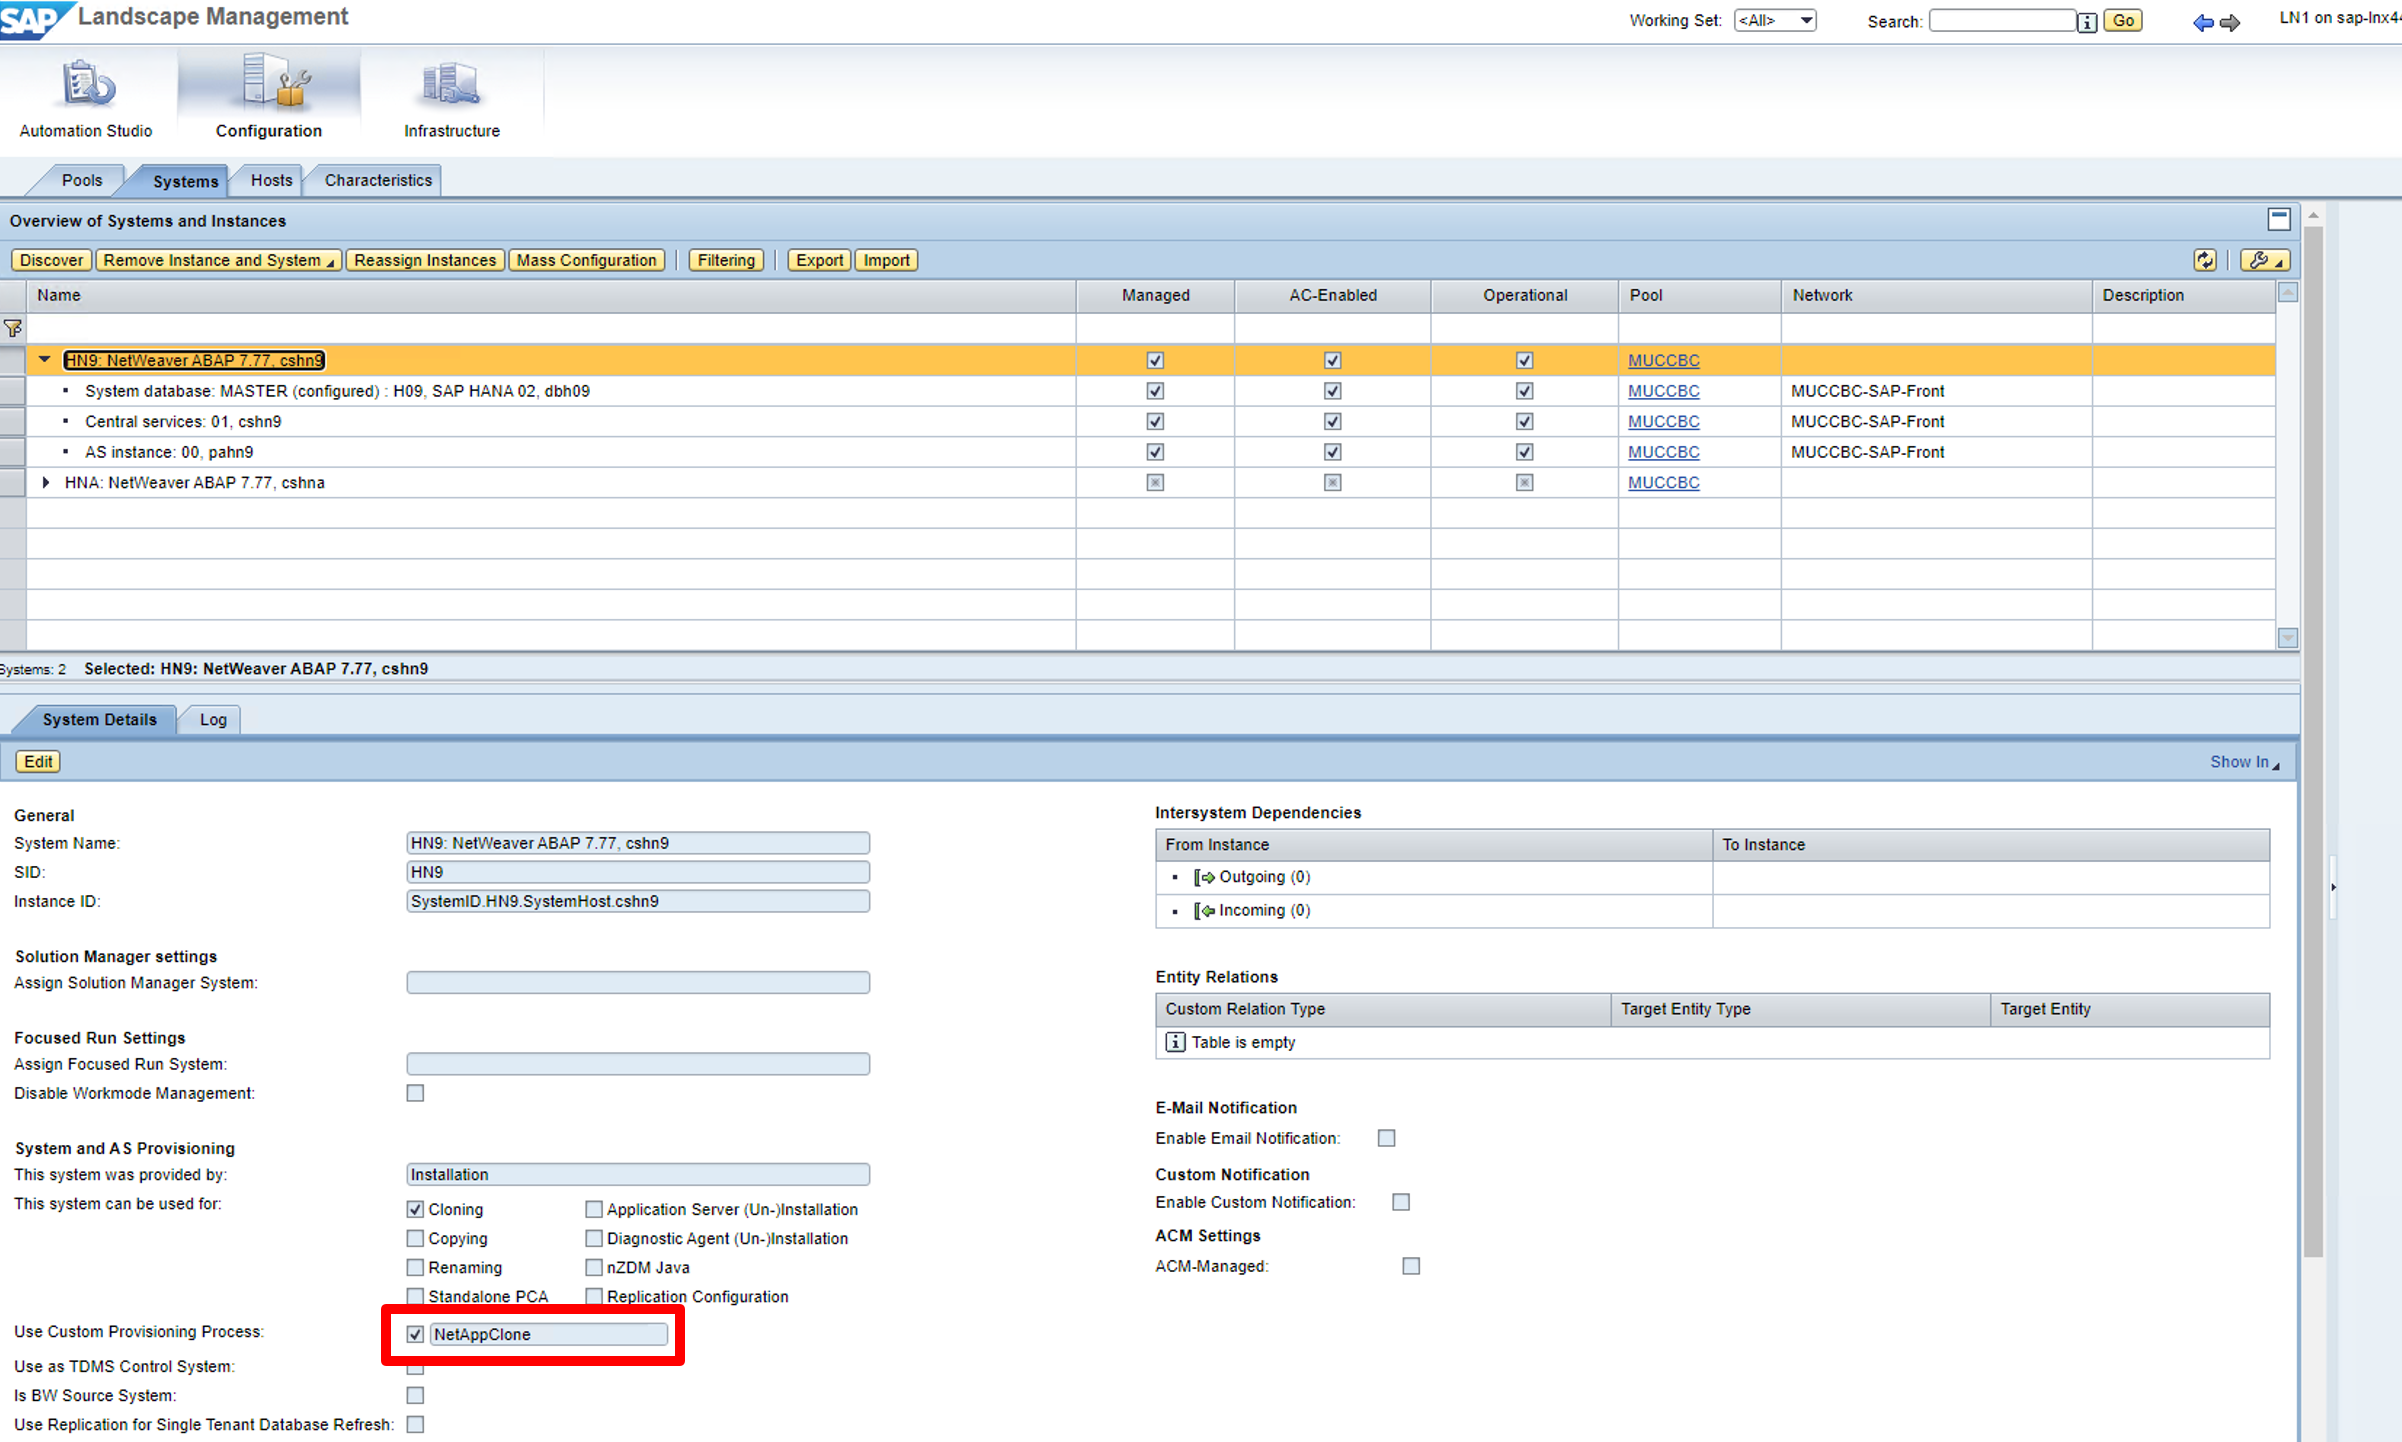 SAP Landscape Management
Working Set: <All> Search: Go LN1 on sap-lnx44
Automation Studio Configuration Infrastructure
Pools Systems Hosts Characteristics
Overview of Systems and Instances
Discover Remove Instance and System Reassign Instances Mass Configuration Filtering Export Import
Name Managed AC-Enabled Operational Pool Network Description
HN9: NetWeaver ABAP 7.77, cshn9 MUCCBC
System database: MASTER (configured) : H09, SAP HANA 02, dbh09 MUCCBC MUCCBC-SAP-Front
Central services: 01, cshn9 MUCCBC MUCCBC-SAP-Front
AS instance: 00, pahn9 MUCCBC MUCCBC-SAP-Front
HNA: NetWeaver ABAP 7.77, cshna MUCCBC
Systems: 2 Selected: HN9: NetWeaver ABAP 7.77, cshn9
System Details Log
Edit Show In
General
System Name: HN9: NetWeaver ABAP 7.77, cshn9
SID: HN9
Instance ID: SystemID.HN9.SystemHost.cshn9
Solution Manager settings
Assign Solution Manager System:
Focused Run Settings
Assign Focused Run System:
Disable Workmode Management:
System and AS Provisioning
This system was provided by: Installation
This system can be used for:
Cloning Application Server (Un-)Installation
Copying Diagnostic Agent (Un-)Installation
Renaming nZDM Java
Standalone PCA Replication Configuration
Use Custom Provisioning Process: NetAppClone
Use as TDMS Control System:
Is BW Source System:
Use Replication for Single Tenant Database Refresh:
Intersystem Dependencies
From Instance To Instance
Outgoing (0)
Incoming (0)
Entity Relations
Custom Relation Type Target Entity Type Target Entity
Table is empty
E-Mail Notification
Enable Email Notification:
Custom Notification
Enable Custom Notification:
ACM Settings
ACM-Managed: